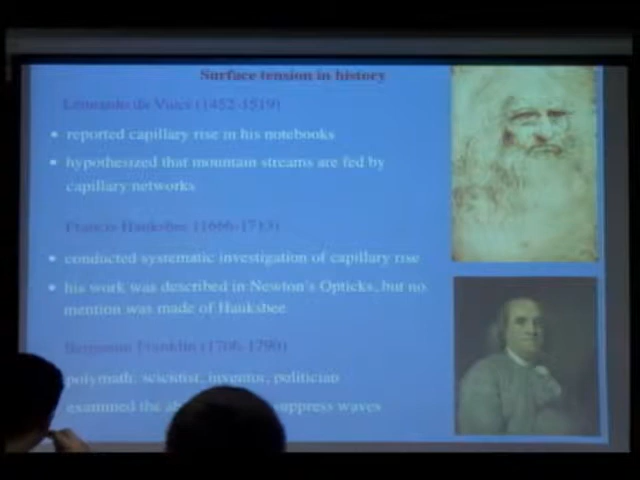 Surface tension in history
Leonardo da Vinci (1452-1519)
• reported capillary rise in his notebooks
• hypothesized that mountain streams are fed by
capillary networks
Francis Hauksbee (1666-1713)
• conducted systematic investigation of capillary rise
• his work was described in Newton's Opticks, but no
mention was made of Hauksbee
Benjamin Franklin (1706-1790)
polymath: scientist, inventor, politician
examined the suppress waves